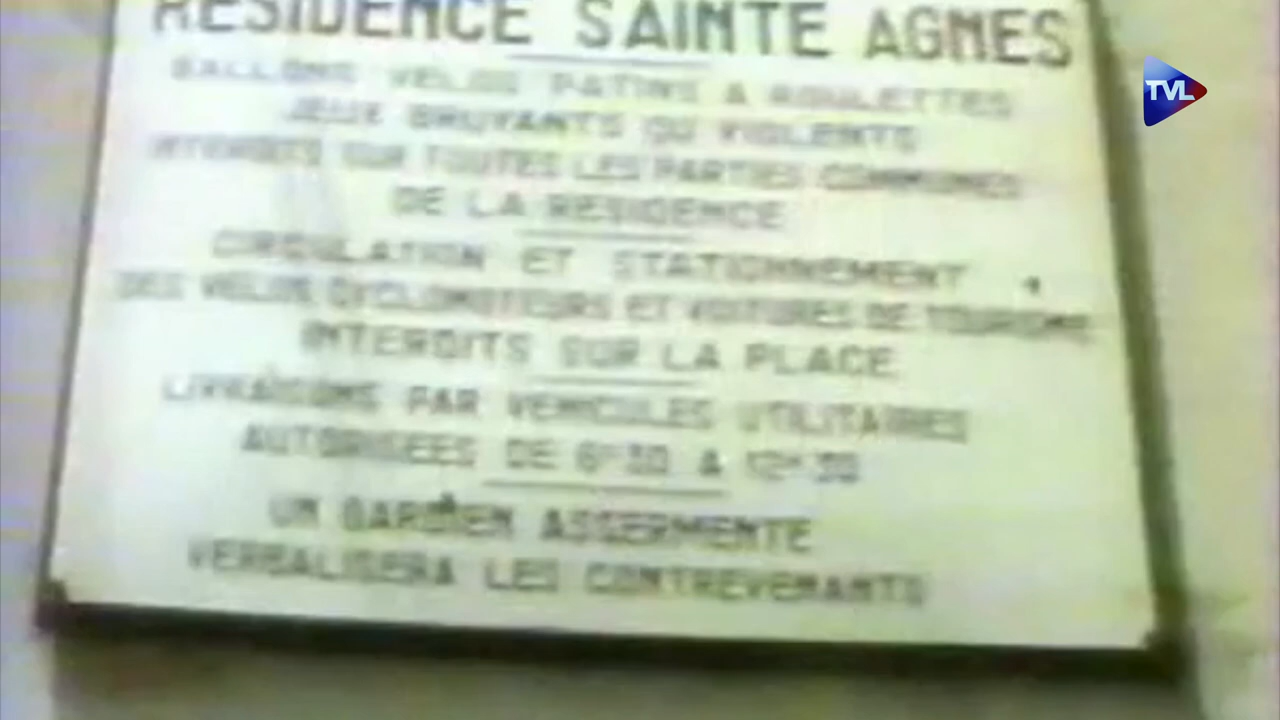 RESIDENCE SAINTE AGNES
BALLONS VELOS PATINS A ROULETTES
JEUX BRUYANTS OU VIOLENTS
INTERDITS SUR TOUTES LES PARTIES COMMUNES
DE LA RESIDENCE
CIRCULATION ET STATIONNEMENT
DES VELOS CYCLOMOTEURS ET VOITURES DE TOURISME
INTERDITS SUR LA PLACE
LIVRAISONS PAR VEHICULES UTILITAIRES
AUTORISEES DE 6H30 A 12H30
UN GARDIEN ASSERMENTE
VERBALISERA LES CONTREVENANTS
TVL